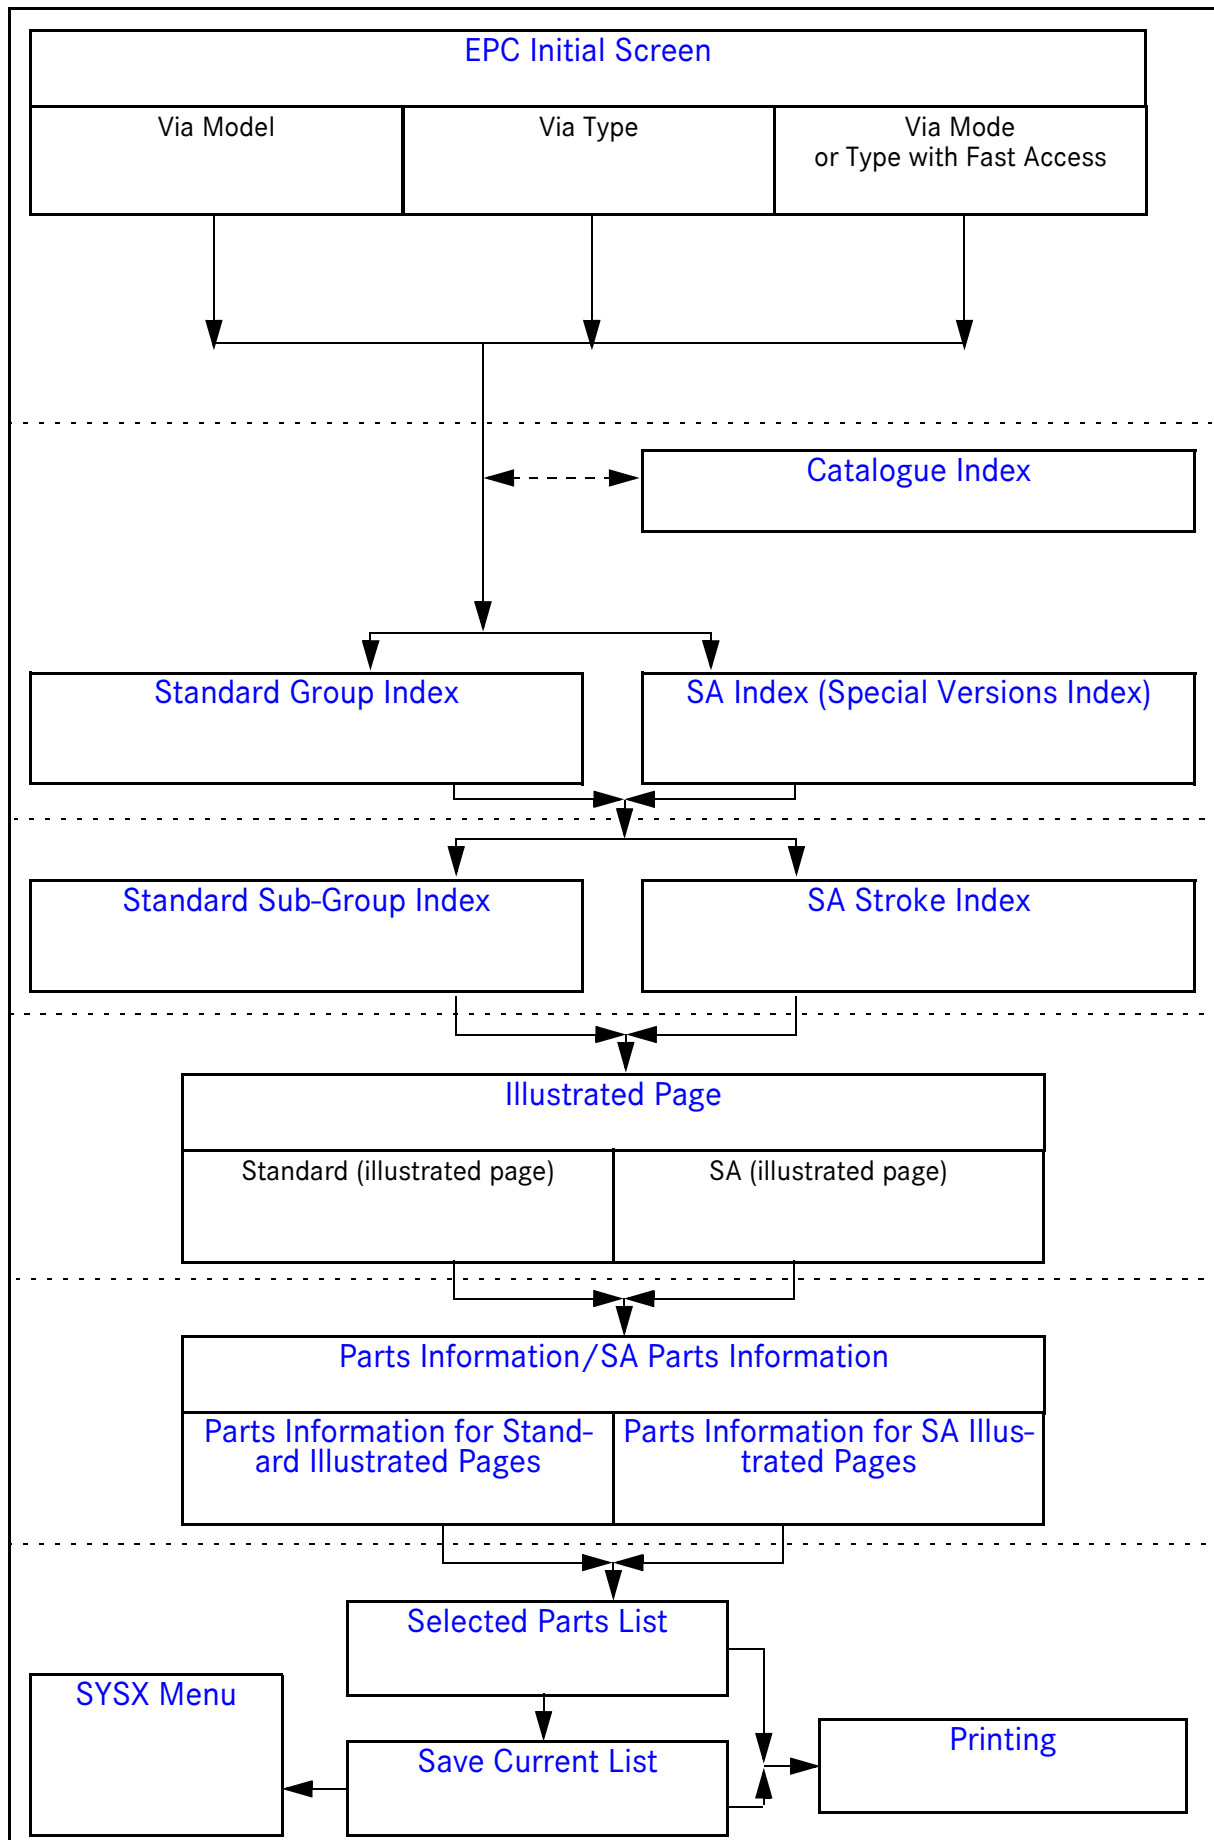 EPC Initial Screen
Via Model
Via Type
Via Mode
or Type with Fast Access
Catalogue Index
Standard Group Index
SA Index (Special Versions Index)
Standard Sub-Group Index
SA Stroke Index
Illustrated Page
Standard (illustrated page)
SA (illustrated page)
Parts Information/SA Parts Information
Parts Information for Stand-
ard Illustrated Pages
Parts Information for SA Illus-
trated Pages
Selected Parts List
SYSX Menu
Save Current List
Printing